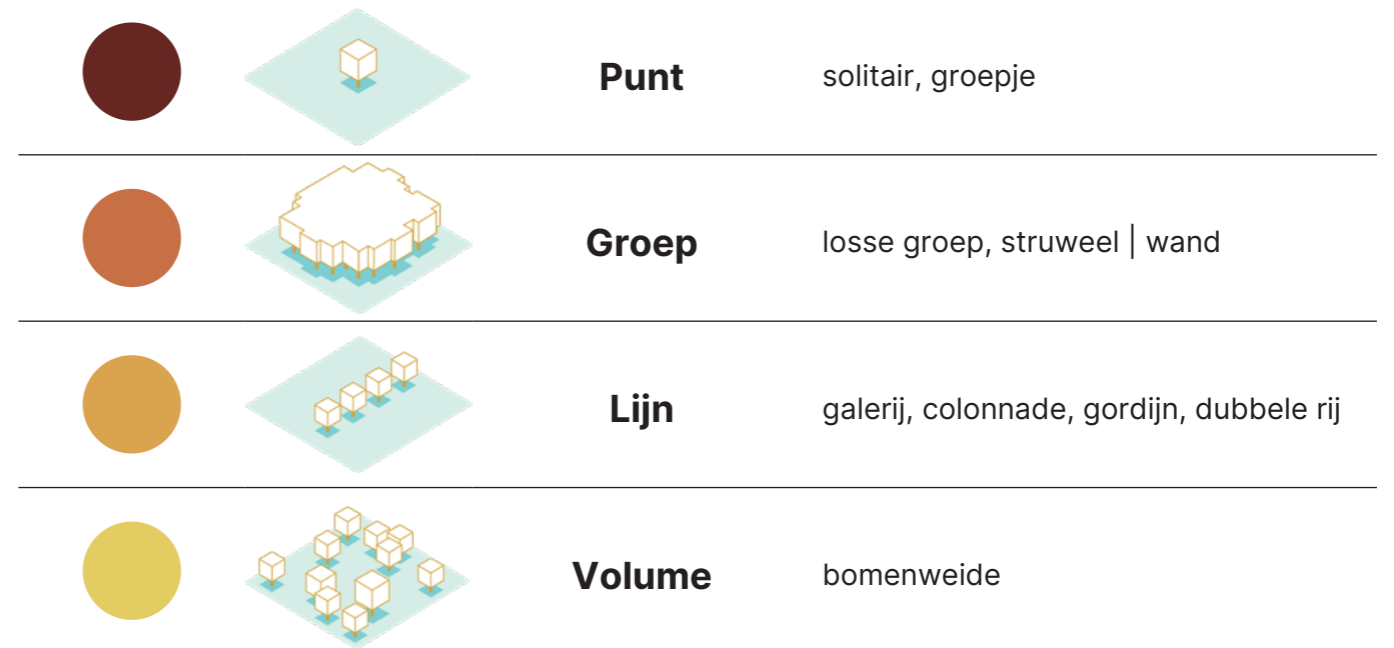 Punt solitair, groepje
Groep losse groep, struweel | wand
Lijn galerij, colonnade, gordijn, dubbele rij
Volume bomenweide